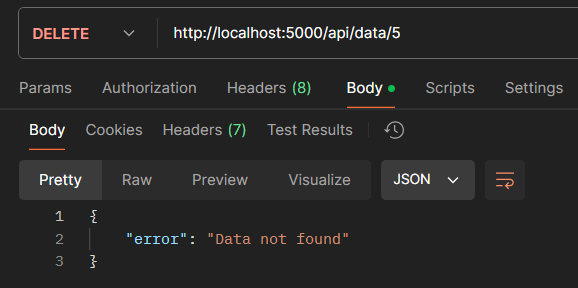 DELETE http://localhost:5000/api/data/5
Params Authorization Headers (8) Body Scripts Settings
Body Cookies Headers (7) Test Results
Pretty Raw Preview Visualize JSON
1 {
2 "error": "Data not found"
3 }